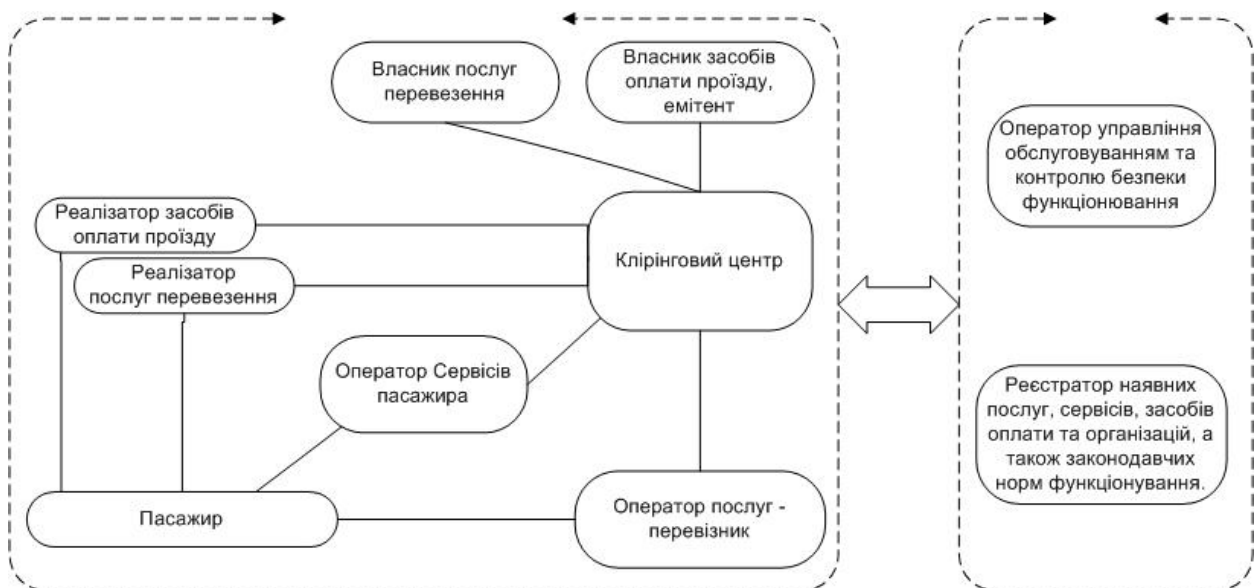 Власник послуг
перевезення
Власник засобів
оплати проїзду,
емітент
Реалізатор засобів
оплати проїзду
Реалізатор
послуг перевезення
Клірінговий центр
Оператор Сервісів
пасажира
Пасажир
Оператор послуг -
перевізник
Оператор управління
обслуговуванням та
контролю безпеки
функціонювання
Реєстратор наявних
послуг, сервісів, засобів
оплати та організацій, а
також законодавчих
норм функціонування.